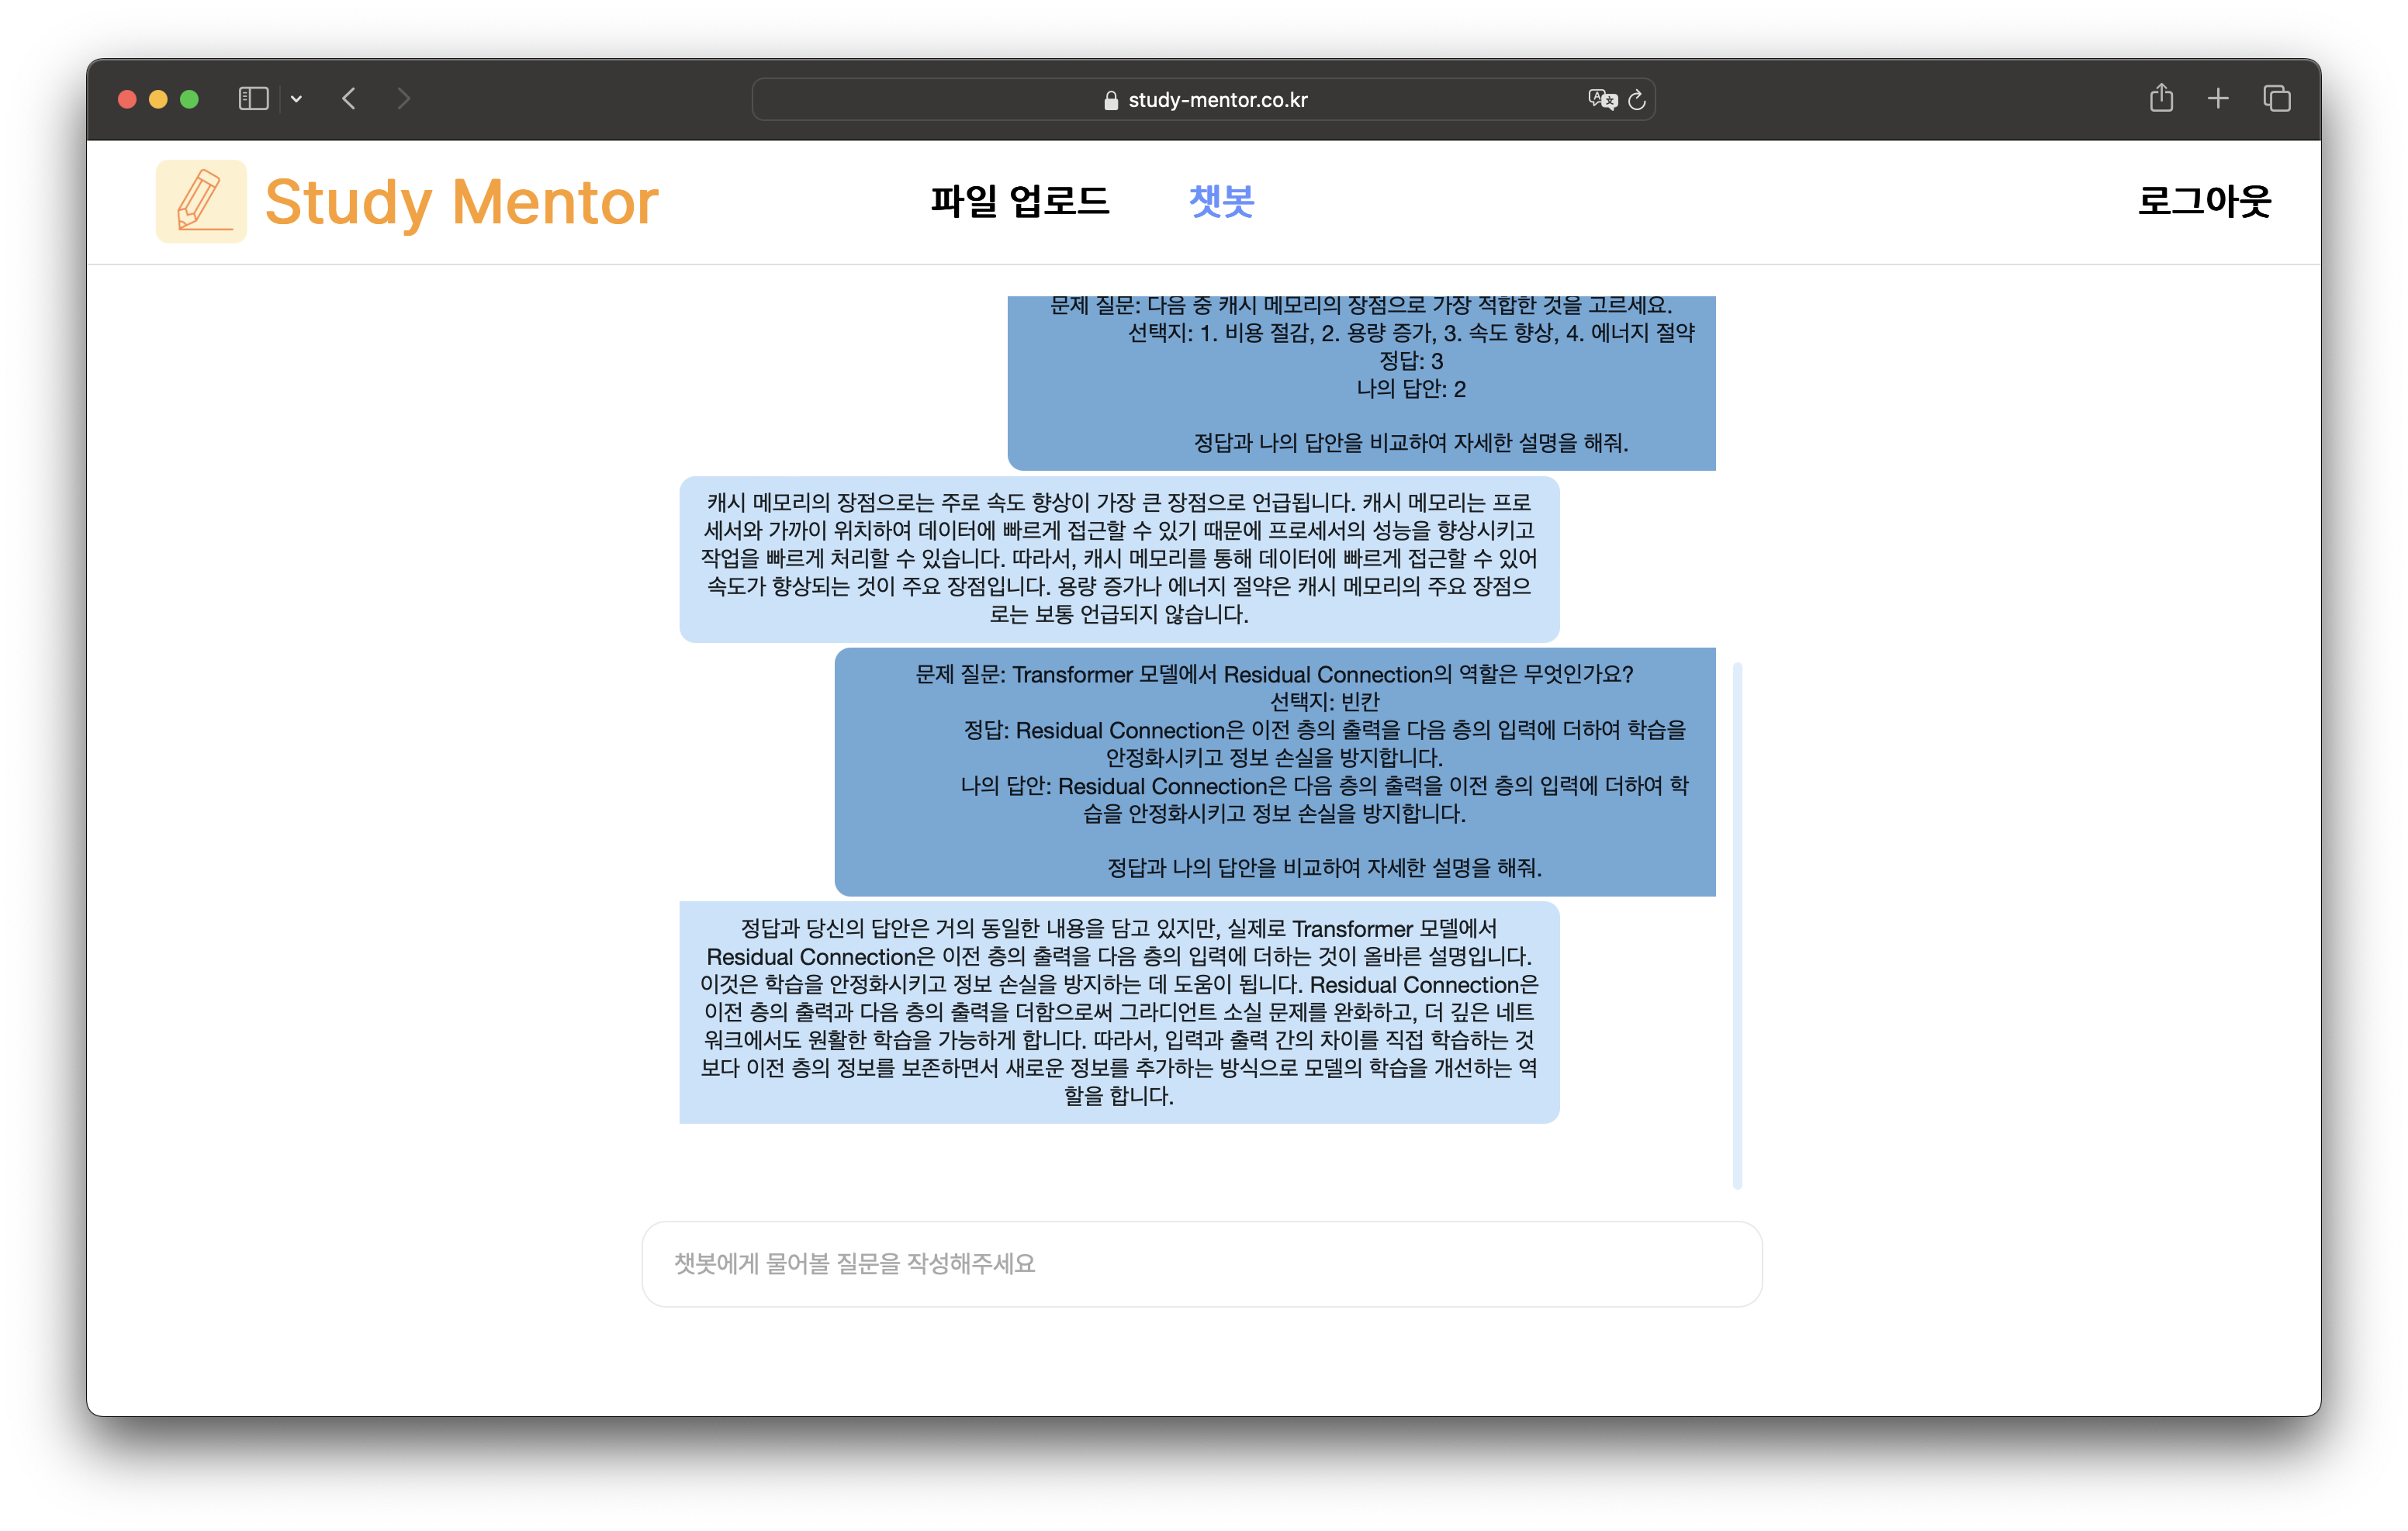 study-mentor.co.kr
Study Mentor
파일 업로드
챗봇
로그아웃
문제 질문: 다음 중 캐시 메모리의 장점으로 가장 적합한 것을 고르세요.
선택지: 1. 비용 절감, 2. 용량 증가, 3. 속도 향상, 4. 에너지 절약
정답: 3
나의 답안: 2
정답과 나의 답안을 비교하여 자세한 설명을 해줘.
캐시 메모리의 장점으로는 주로 속도 향상이 가장 큰 장점으로 언급됩니다. 캐시 메모리는 프로
세서와 가까이 위치하여 데이터에 빠르게 접근할 수 있기 때문에 프로세서의 성능을 향상시키고
작업을 빠르게 처리할 수 있습니다. 따라서, 캐시 메모리를 통해 데이터에 빠르게 접근할 수 있어
속도가 향상되는 것이 주요 장점입니다. 용량 증가나 에너지 절약은 캐시 메모리의 주요 장점으
로는 보통 언급되지 않습니다.
문제 질문: Transformer 모델에서 Residual Connection의 역할은 무엇인가요?
선택지: 빈칸
정답: Residual Connection은 이전 층의 출력을 다음 층의 입력에 더하여 학습을
안정화시키고 정보 손실을 방지합니다.
나의 답안: Residual Connection은 다음 층의 출력을 이전 층의 입력에 더하여 학
습을 안정화시키고 정보 손실을 방지합니다.
정답과 나의 답안을 비교하여 자세한 설명을 해줘.
정답과 당신의 답안은 거의 동일한 내용을 담고 있지만, 실제로 Transformer 모델에서
Residual Connection은 이전 층의 출력을 다음 층의 입력에 더하는 것이 올바른 설명입니다.
이것은 학습을 안정화시키고 정보 손실을 방지하는 데 도움이 됩니다. Residual Connection은
이전 층의 출력과 다음 층의 출력을 더함으로써 그라디언트 소실 문제를 완화하고, 더 깊은 네트
워크에서도 원활한 학습을 가능하게 합니다. 따라서, 입력과 출력 간의 차이를 직접 학습하는 것
보다 이전 층의 정보를 보존하면서 새로운 정보를 추가하는 방식으로 모델의 학습을 개선하는 역
할을 합니다.
챗봇에게 물어볼 질문을 작성해주세요